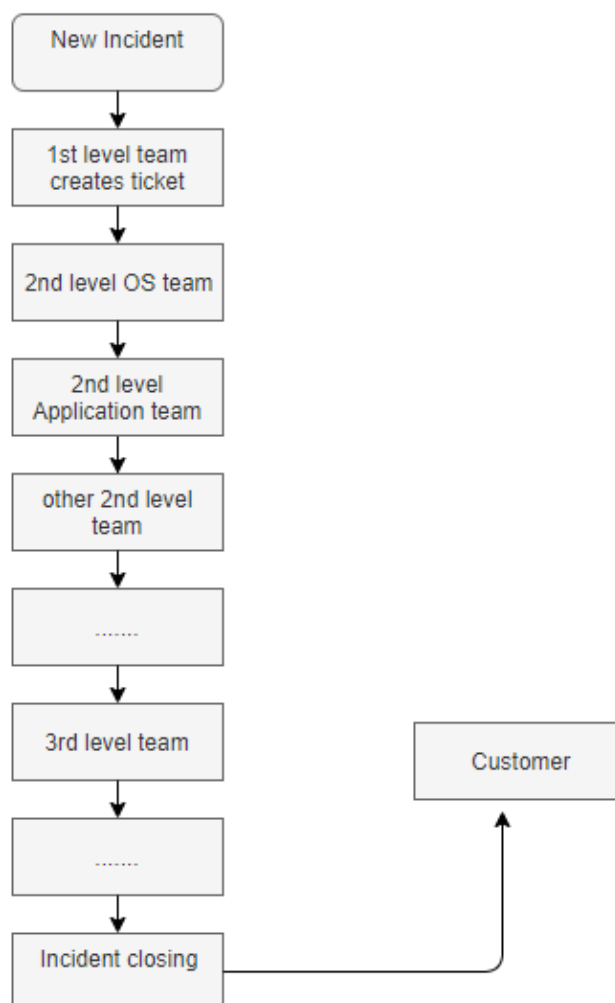 New Incident
1st level team
creates ticket
2nd level OS team
2nd level
Application team
other 2nd level
team
.......
3rd level team
.......
Customer
Incident closing